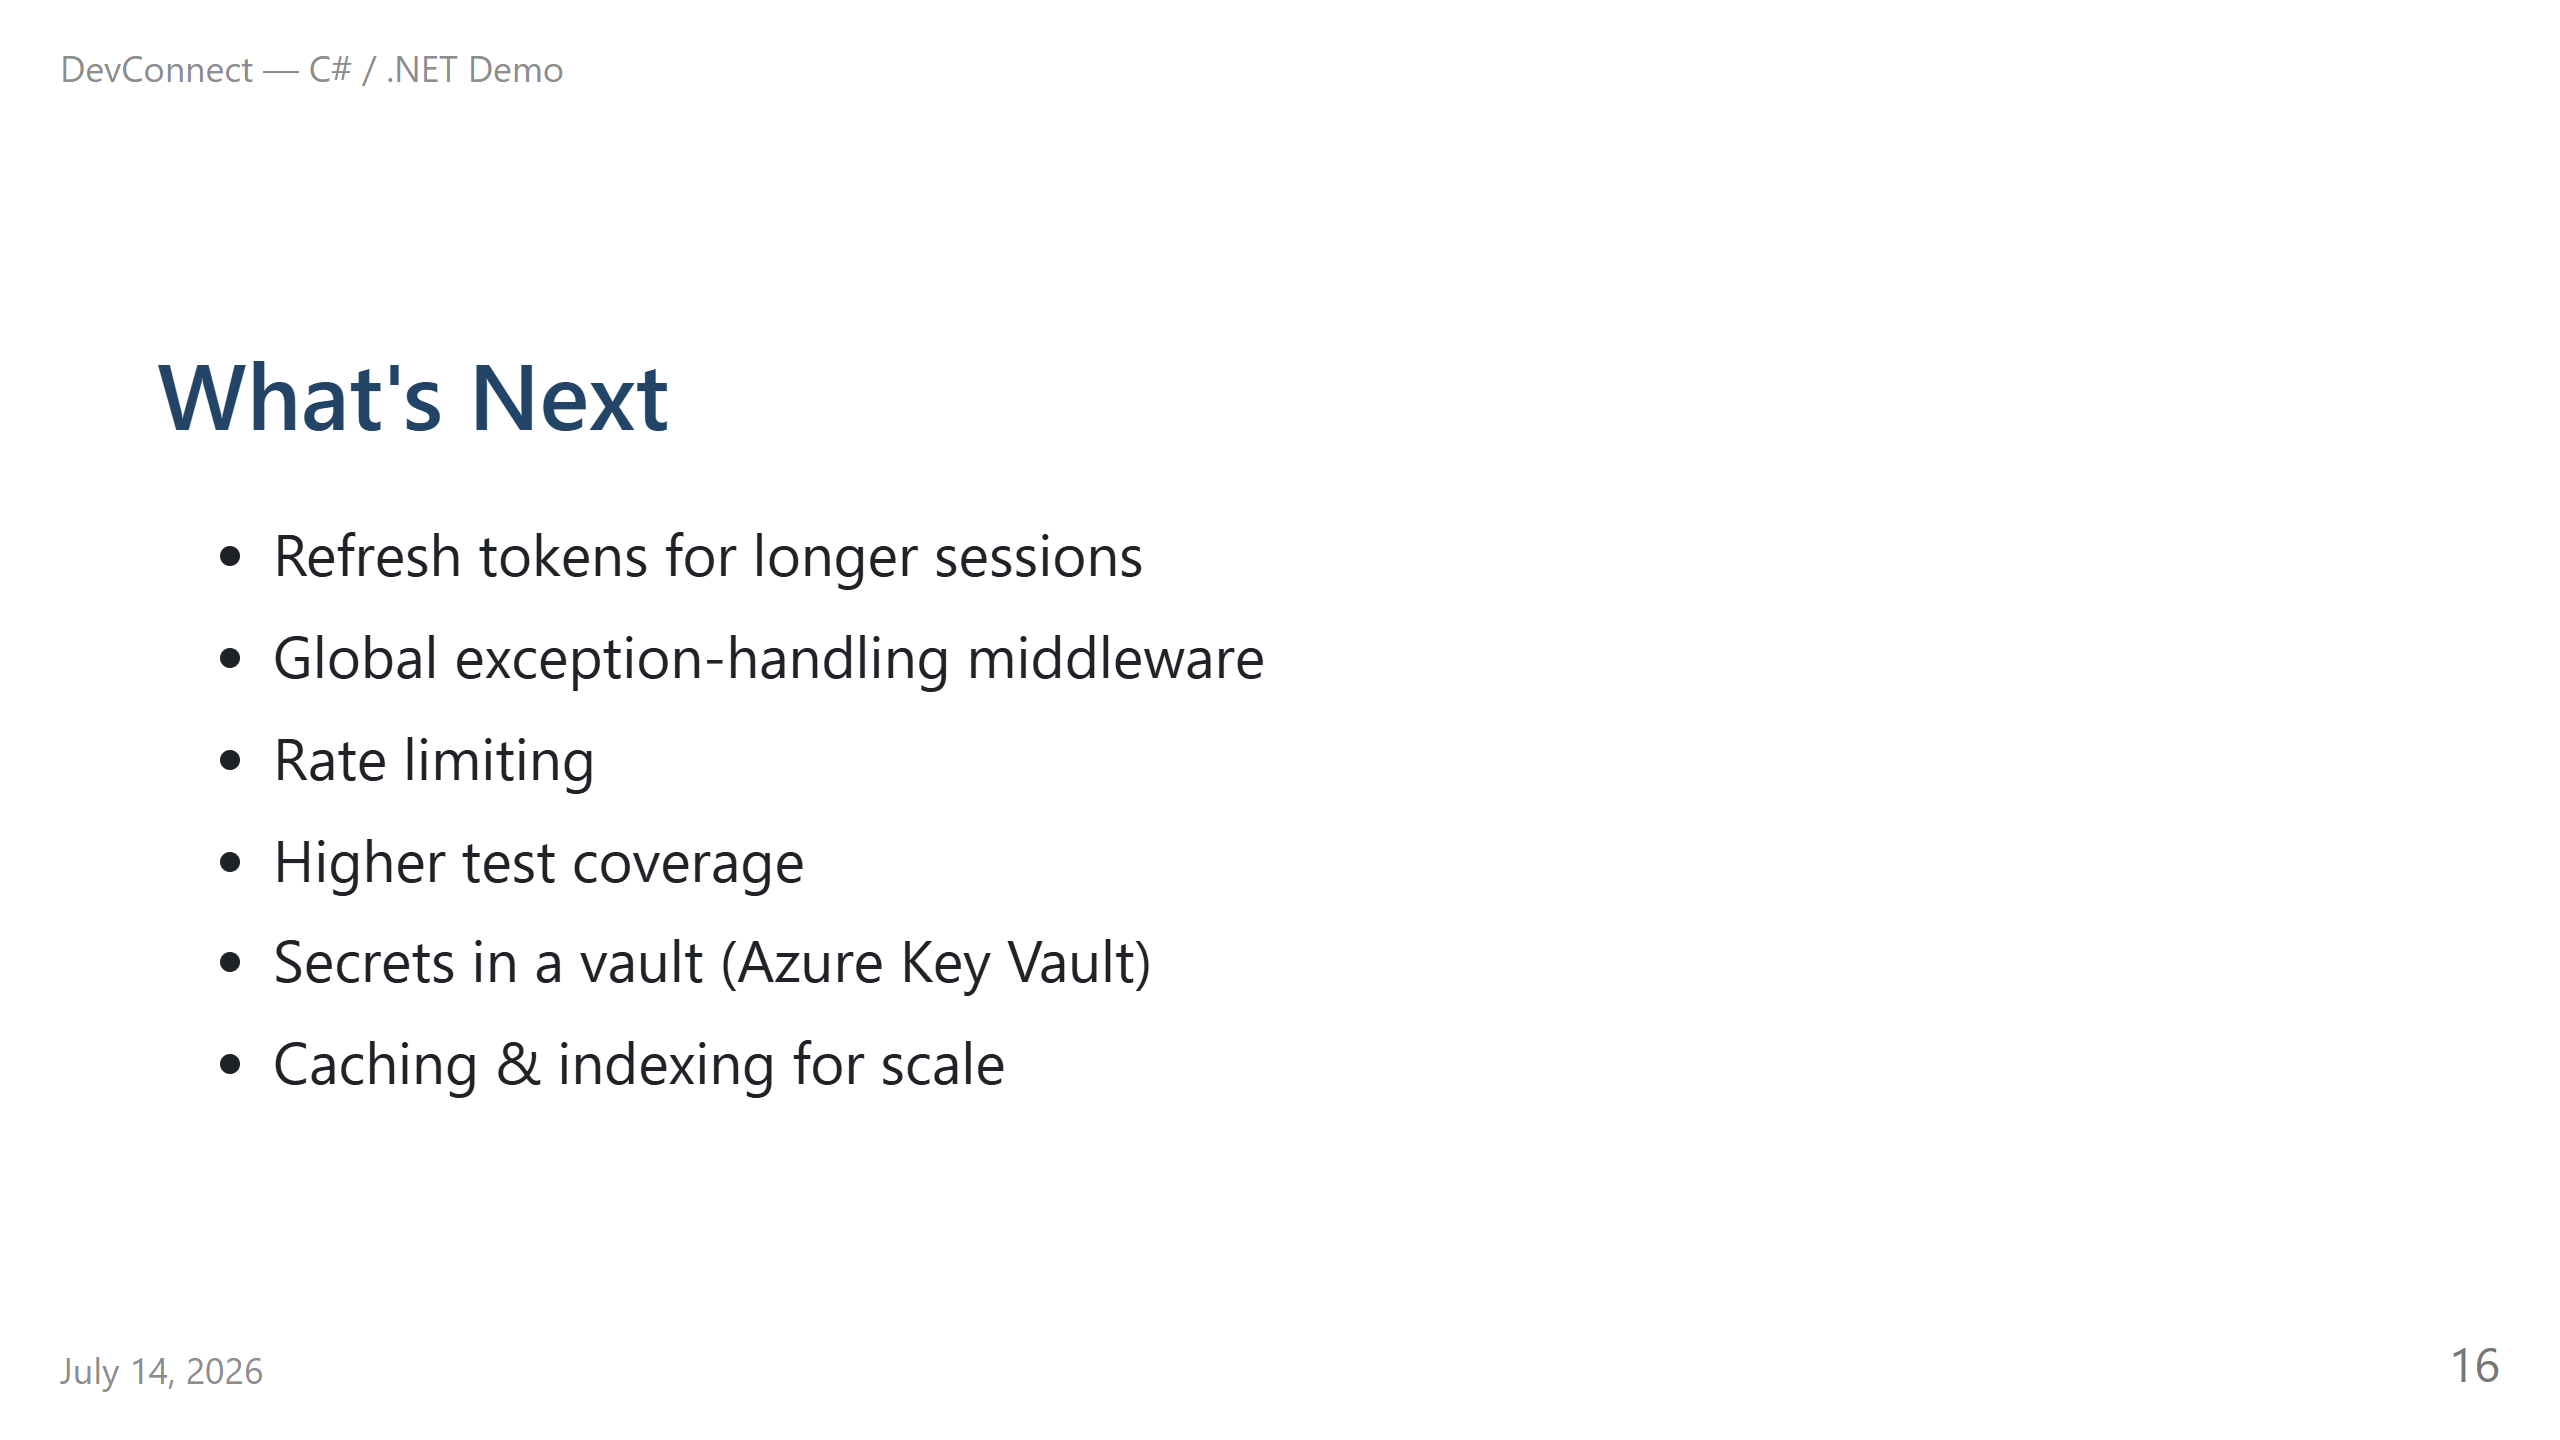 DevConnect — C# / .NET Demo
What's Next
• Refresh tokens for longer sessions
• Global exception-handling middleware
• Rate limiting
• Higher test coverage
• Secrets in a vault (Azure Key Vault)
• Caching & indexing for scale
July 14, 2026
16